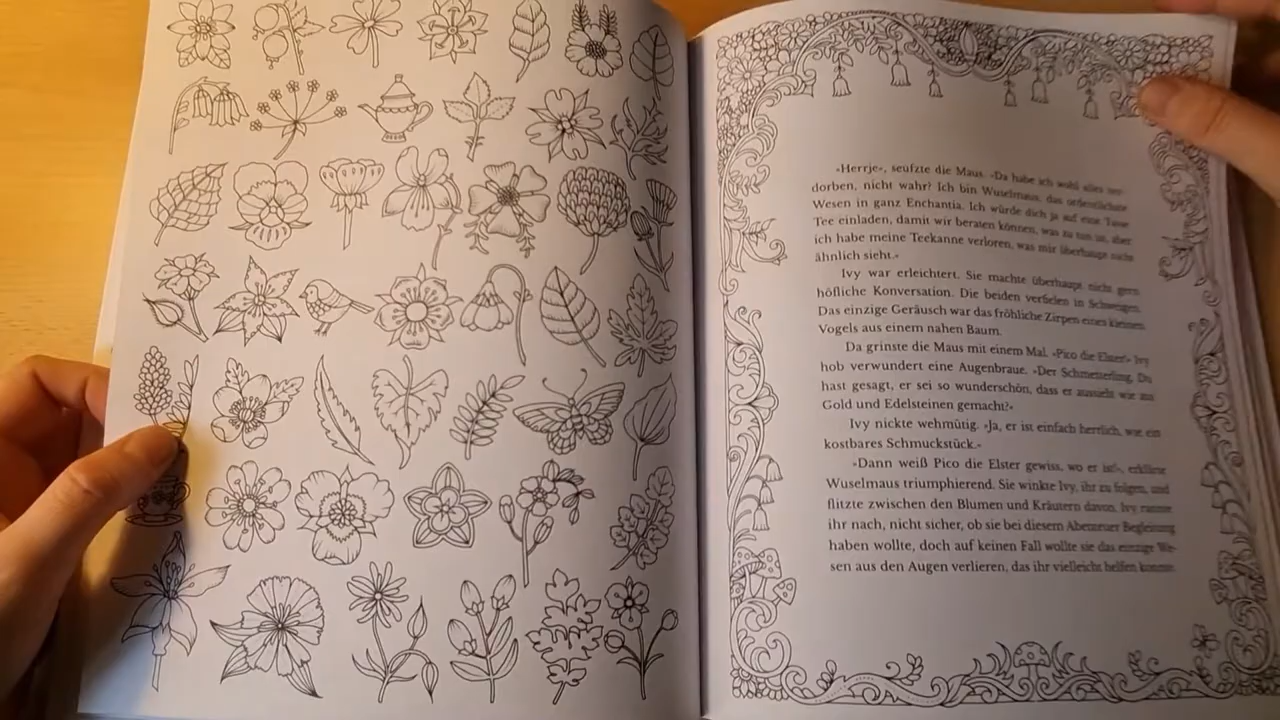 »Herrje«, seufzte die Maus. »Da habe ich wohl alles ver-
dorben, nicht wahr? Ich bin Wuselmaus, das ordentlichste
Wesen in ganz Enchantia. Ich würde dich ja auf eine Tasse
Tee einladen, damit wir beraten können, was zu tun ist, aber
ich habe meine Teekanne verloren, was mir überhaupt nicht
ähnlich sieht.«
Ivy war erleichtert. Sie machte überhaupt nicht gern
höfliche Konversation. Die beiden verfielen in Schweigen.
Das einzige Geräusch war das fröhliche Zirpen eines kleinen
Vogels aus einem nahen Baum.
Da grinste die Maus mit einem Mal. »Pico die Elster!« Ivy
hob verwundert eine Augenbraue. »Der Schmetterling. Du
hast gesagt, er sei so wunderschön, dass er aussieht wie aus
Gold und Edelsteinen gemacht?«
Ivy nickte wehmütig. »Ja, er ist einfach herrlich, wie ein
kostbares Schmuckstück.«
»Dann weiß Pico die Elster gewiss, wo er ist!«, erklärte
Wuselmaus triumphierend. Sie winkte Ivy, ihr zu folgen, und
flitzte zwischen den Blumen und Kräutern davon. Ivy rannte
ihr nach, nicht sicher, ob sie bei diesem Abenteuer Begleitung
haben wollte, doch auf keinen Fall wollte sie das einzige We-
sen aus den Augen verlieren, das ihr vielleicht helfen konnte.